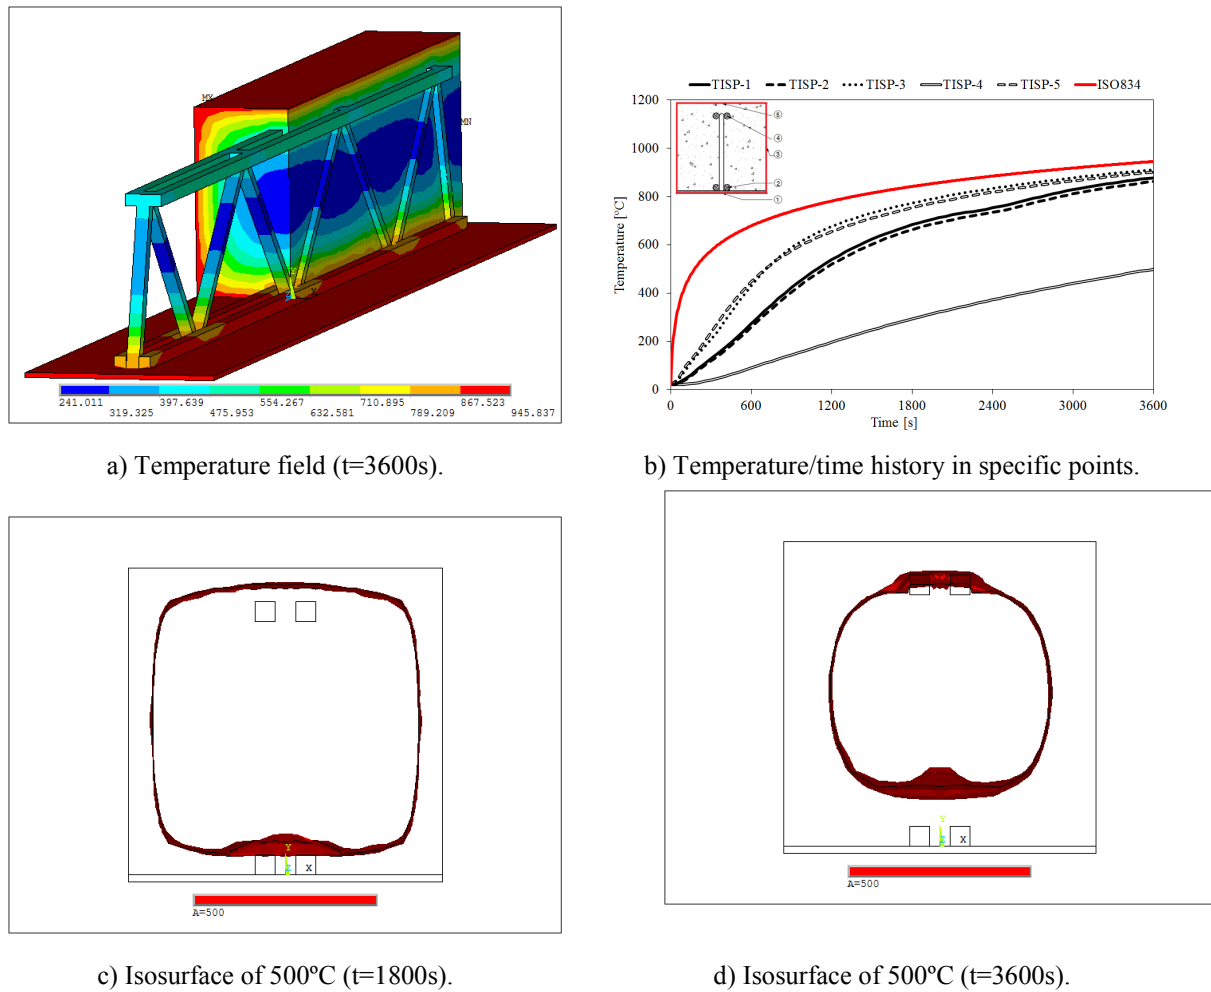 MX
MN
X
241.011 397.639 554.267 710.895 867.523
319.325 475.953 632.581 789.209 945.837
a) Temperature field (t=3600s).
TISP-1 TISP-2 TISP-3 TISP-4 TISP-5 ISO834
1200
1000
800
600
400
200
0
Temperature [ºC]
⑤
④
③
②
①
0 600 1200 1800 2400 3000 3600
Time [s]
b) Temperature/time history in specific points.
Y
Z X
A=500
c) Isosurface of 500ºC (t=1800s).
Y
Z X
A=500
d) Isosurface of 500ºC (t=3600s).